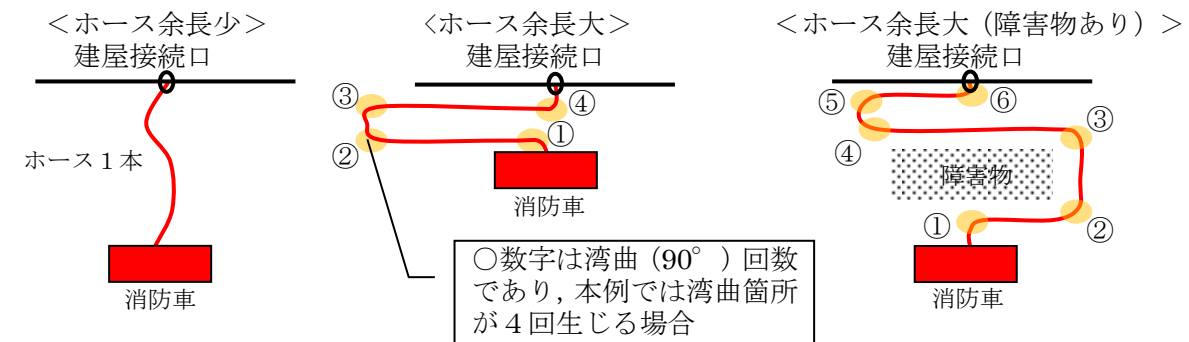 ＜ホース余長少＞
建屋接続口
ホース１本
消防車
＜ホース余長大＞
建屋接続口
③
④
①
②
消防車
○数字は湾曲（90°）回数
であり，本例では湾曲箇所
が４回生じる場合
＜ホース余長大（障害物あり）＞
建屋接続口
⑤
⑥
③
④
障害物
①
②
消防車